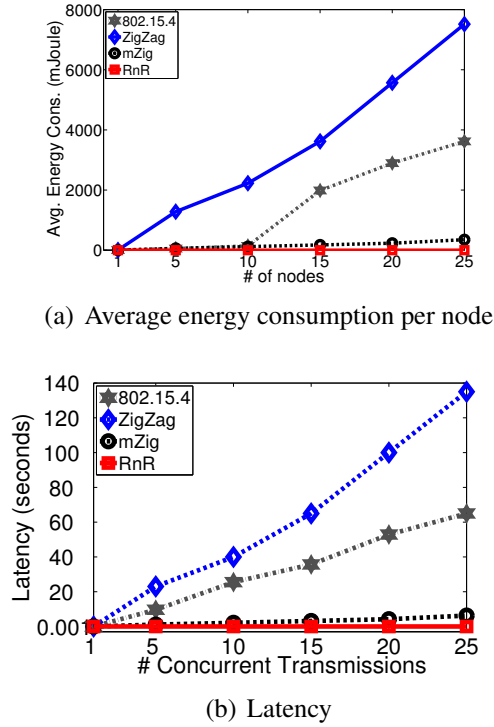 8000
6000
4000
2000
0
Avg. Energy Cons. (mJoule)
802.15.4
ZigZag
mZig
RnR
1 5 10 15 20 25
# of nodes
(a) Average energy consumption per node
140
120
100
80
60
40
20
0.00
Latency (seconds)
802.15.4
ZigZag
mZig
RnR
1 5 10 15 20 25
# Concurrent Transmissions
(b) Latency